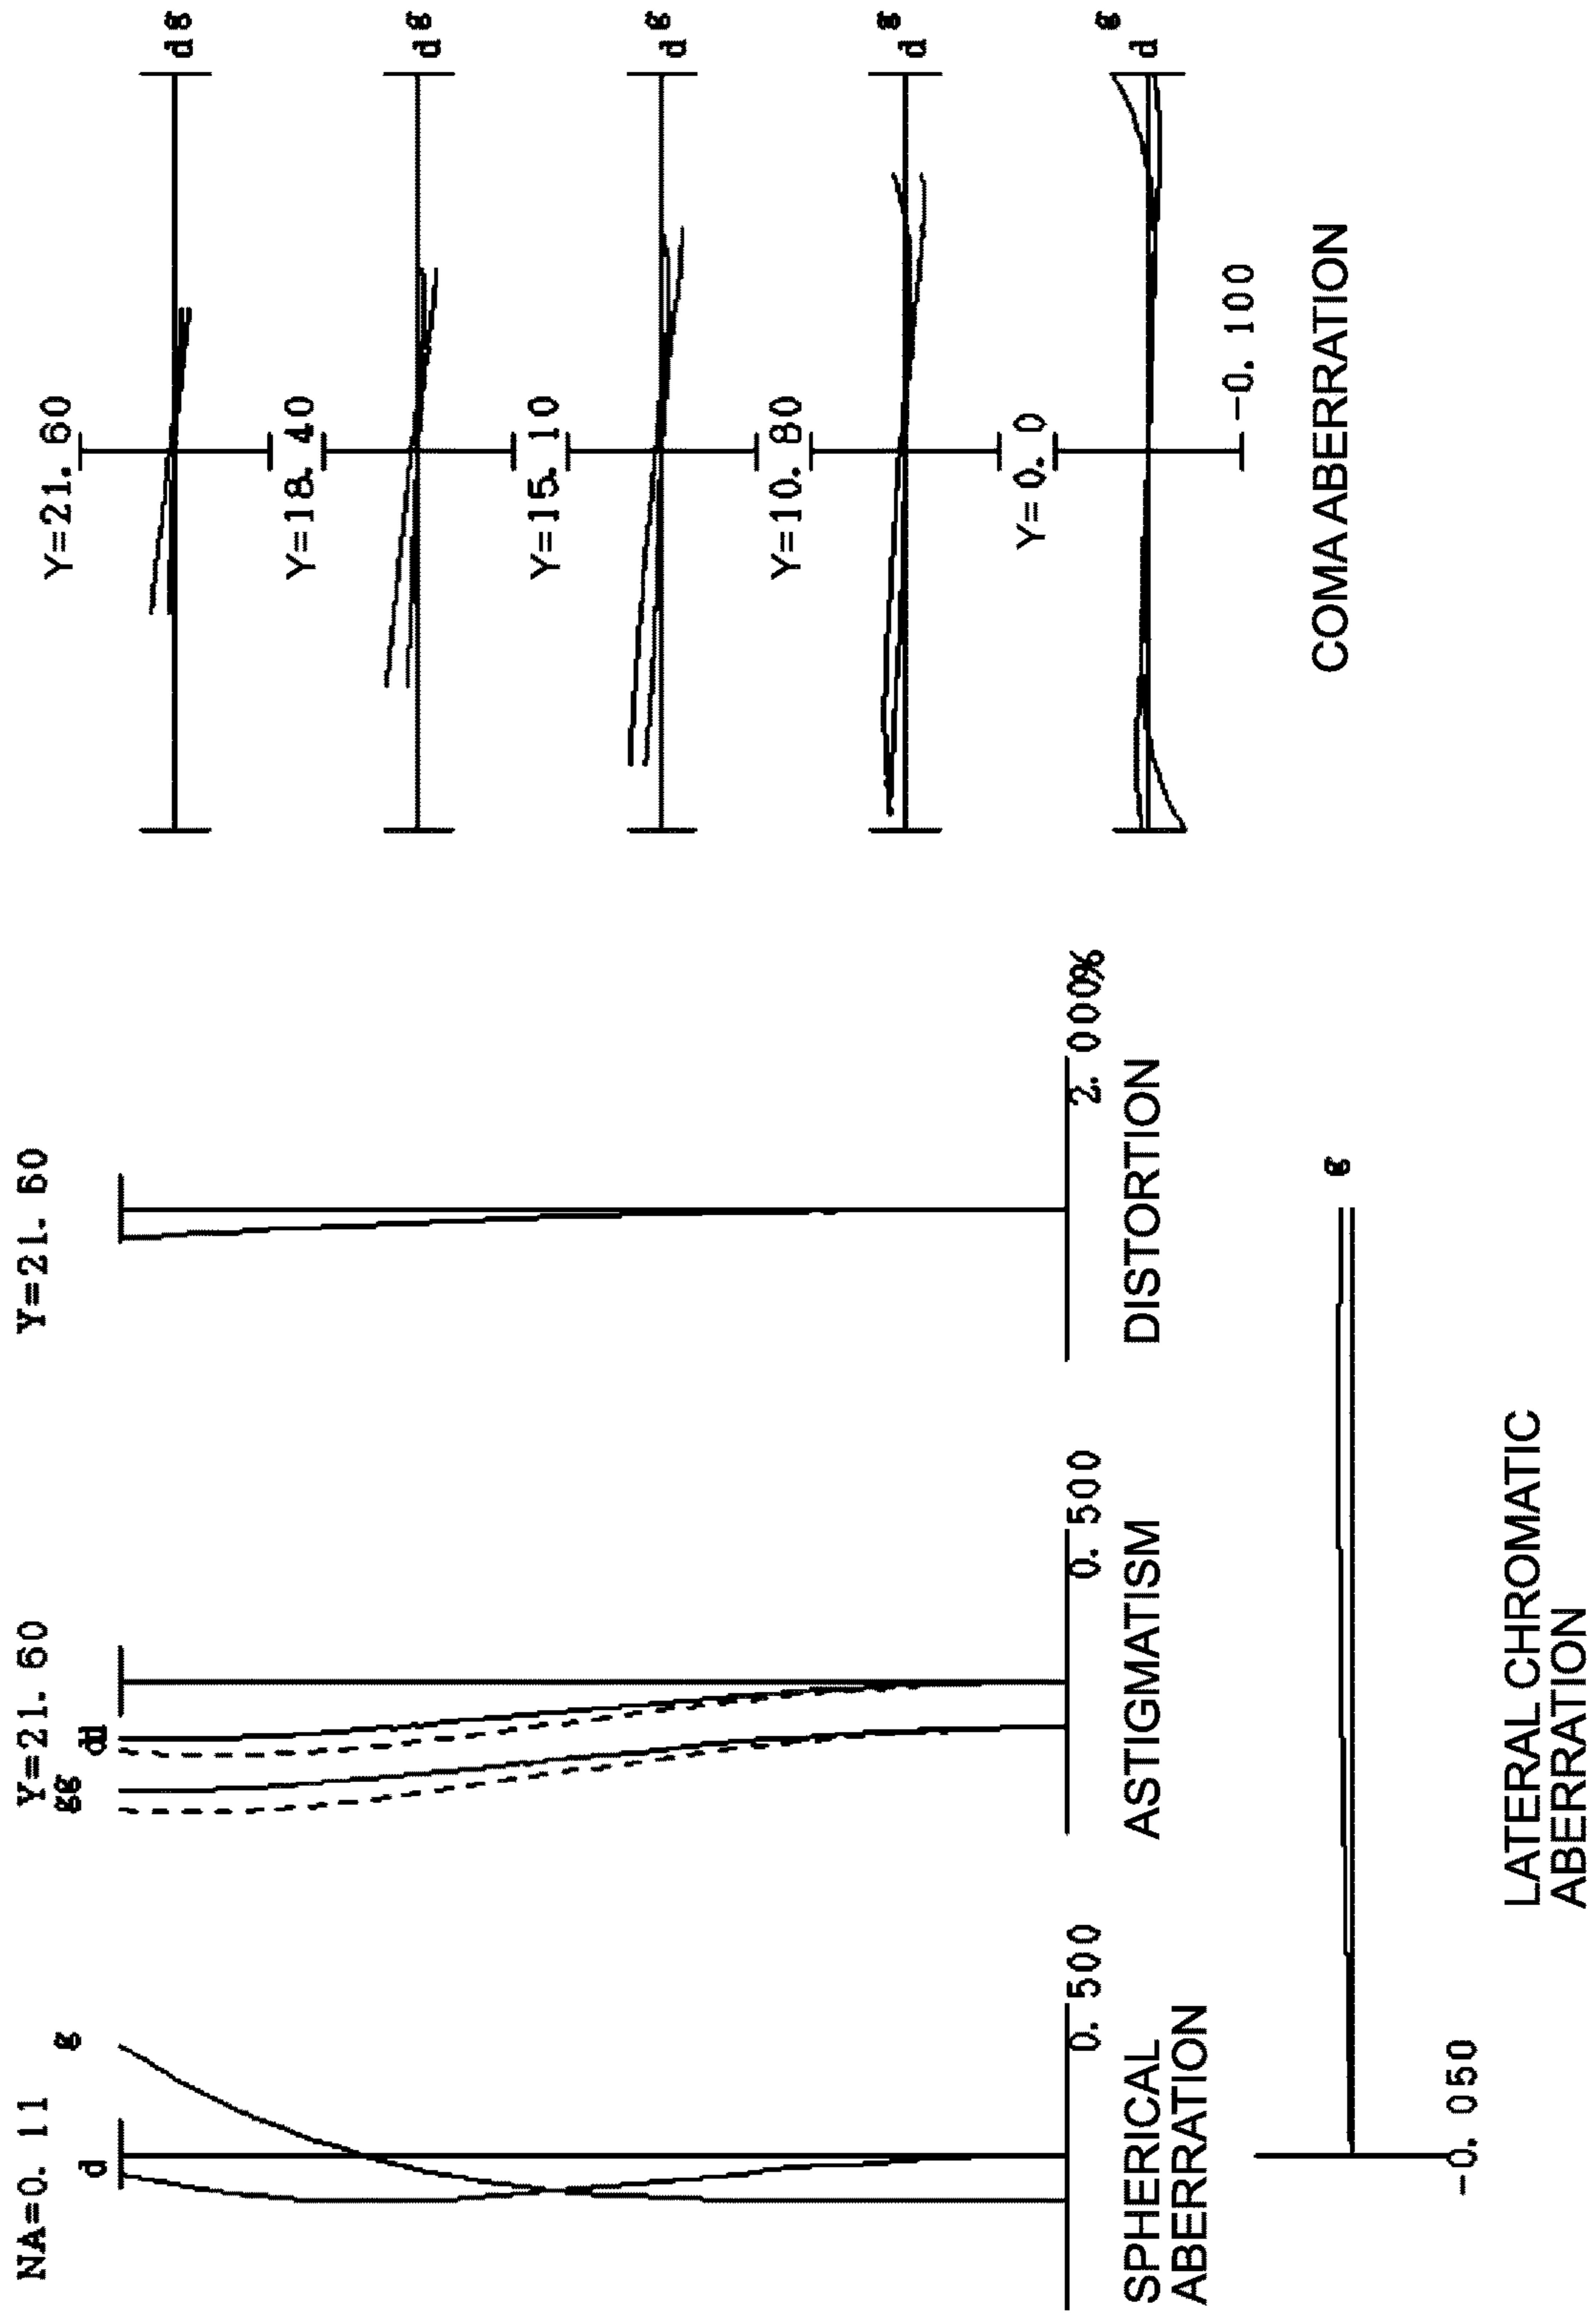 NA=0. 11
d
g
0. 500
SPHERICAL
ABERRATION
Y=21. 60
gg
dd
0. 500
ASTIGMATISM
Y=21. 60
2. 000%
DISTORTION
-0. 050
g
LATERAL CHROMATIC
ABERRATION
Y=21. 60
d g
Y=18. 40
d g
Y=15. 10
d g
Y=10. 80
d g
Y=0. 0
d g
-0. 100
COMA ABERRATION